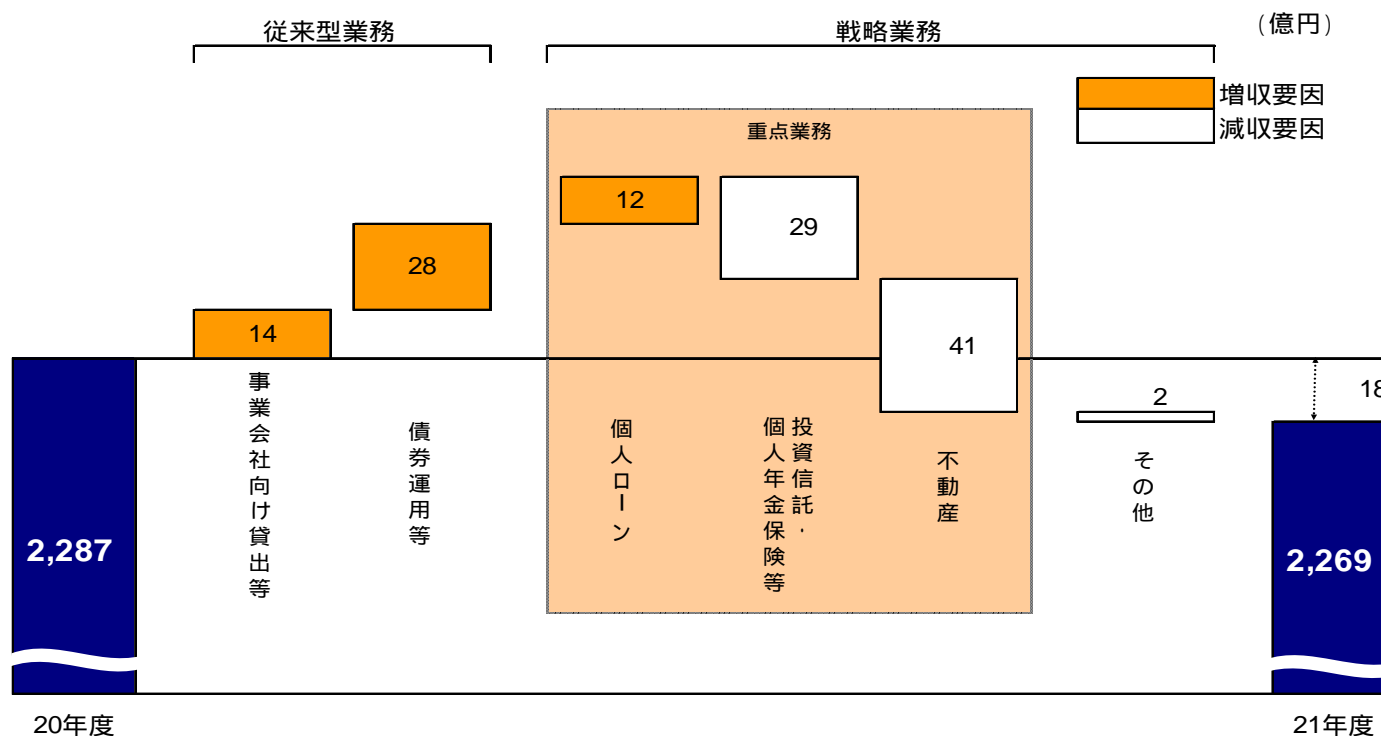 従来型業務
戦略業務
(億円)
増収要因
減収要因
重点業務
12
29
28
14
41
2
18
事業会社向け貸出等
債券運用等
個人ローン
投資信託・
個人年金保険等
不動産
その他
2,287
2,269
20年度
21年度